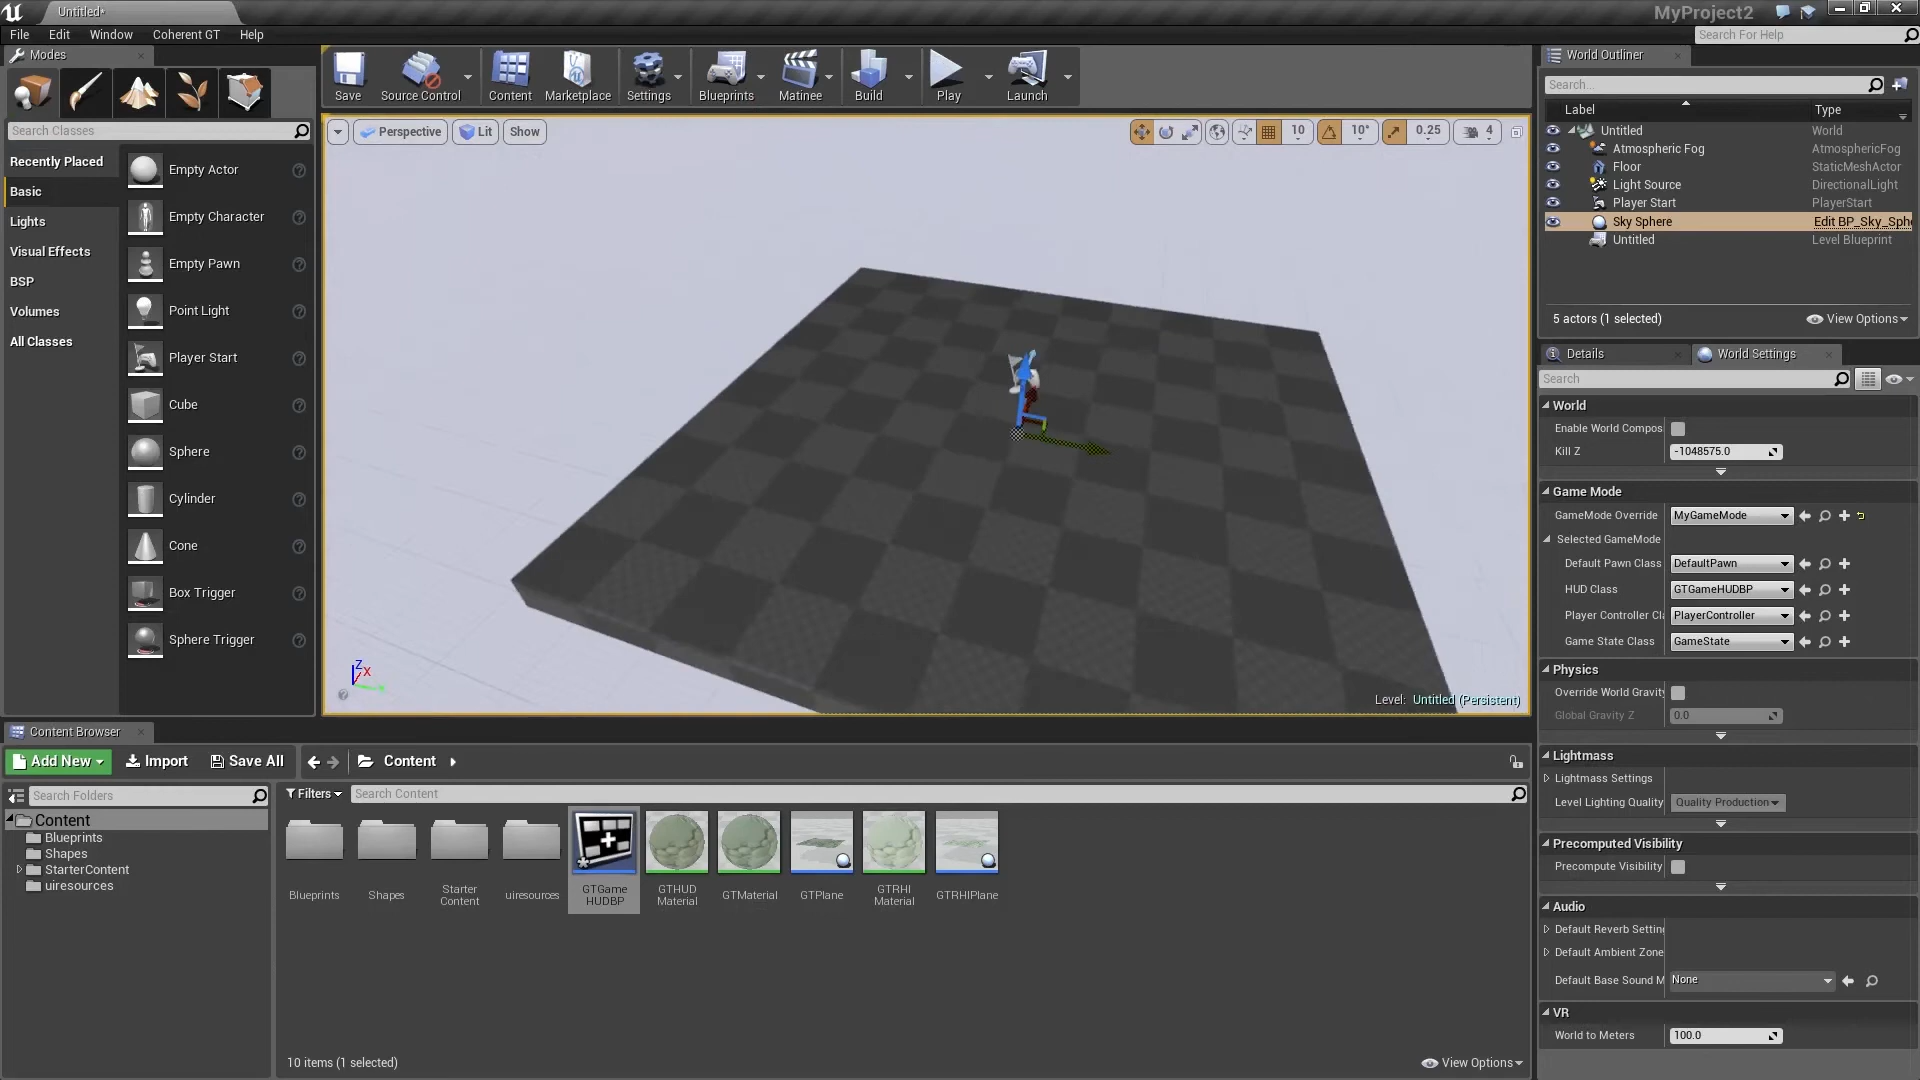 Untitled*
MyProject2
File
Edit
Window
Coherent GT
Help
Search For Help
Modes
Search Classes
Recently Placed
Basic
Lights
Visual Effects
BSP
Volumes
All Classes
Empty Actor
Empty Character
Empty Pawn
Point Light
Player Start
Cube
Sphere
Cylinder
Cone
Box Trigger
Sphere Trigger
Save
Source Control
Content
Marketplace
Settings
Blueprints
Matinee
Build
Play
Launch
Perspective
Lit
Show
10
10°
0.25
4
Z
X
Level: Untitled (Persistent)
World Outliner
Search...
Label
Type
Untitled
World
Atmospheric Fog
AtmosphericFog
Floor
StaticMeshActor
Light Source
DirectionalLight
Player Start
PlayerStart
Sky Sphere
Edit BP_Sky_Sph
Untitled
Level Blueprint
5 actors (1 selected)
View Options
Details
World Settings
Search
World
Enable World Compos
Kill Z
-1048575.0
Game Mode
GameMode Override
MyGameMode
Selected GameMode
Default Pawn Class
DefaultPawn
HUD Class
GTGameHUDBP
Player Controller Cl
PlayerController
Game State Class
GameState
Physics
Override World Gravit
Global Gravity Z
0.0
Lightmass
Lightmass Settings
Level Lighting Quality
Quality Production
Precomputed Visibility
Precompute Visibility
Audio
Default Reverb Settin
Default Ambient Zone
Default Base Sound M
None
VR
World to Meters
100.0
Content Browser
Add New
Import
Save All
Content
Search Folders
Content
Blueprints
Shapes
StarterContent
uiresources
Filters
Search Content
Blueprints
Shapes
Starter
Content
uiresources
GTGame
HUDBP
GTHUD
Material
GTMaterial
GTPlane
GTRHI
Material
GTRHIPlane
10 items (1 selected)
View Options